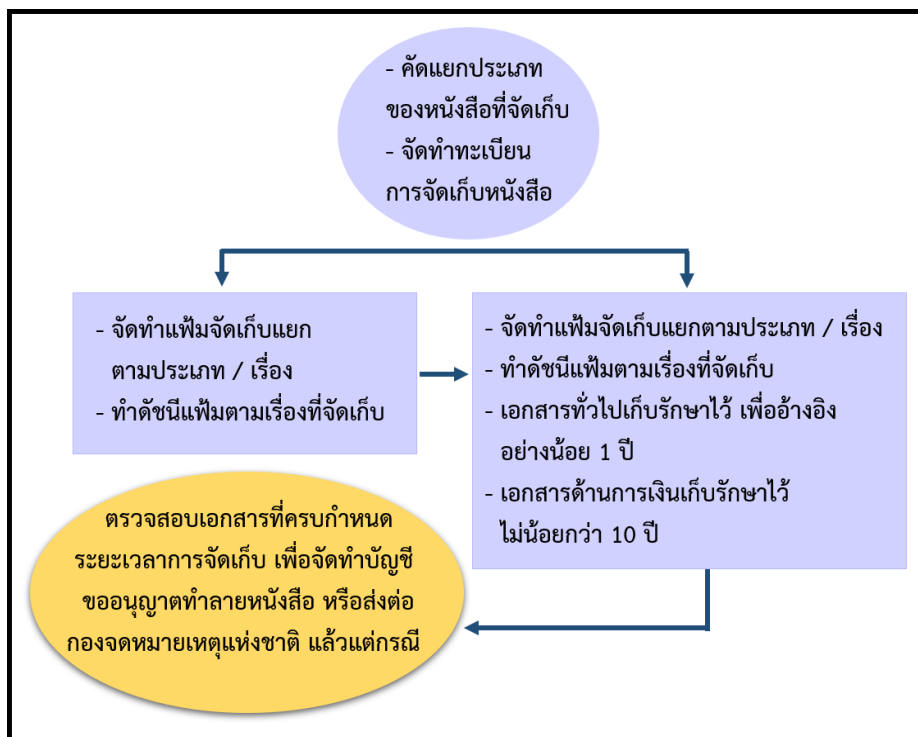 - คัดแยกประเภท
ของหนังสือที่จัดเก็บ
- จัดทำทะเบียน
การจัดเก็บหนังสือ
- จัดทำแฟ้มจัดเก็บแยก
ตามประเภท / เรื่อง
- ทำดัชนีแฟ้มตามเรื่องที่จัดเก็บ
- จัดทำแฟ้มจัดเก็บแยกตามประเภท / เรื่อง
- ทำดัชนีแฟ้มตามเรื่องที่จัดเก็บ
- เอกสารทั่วไปเก็บรักษาไว้ เพื่ออ้างอิง
อย่างน้อย 1 ปี
- เอกสารด้านการเงินเก็บรักษาไว้
ไม่น้อยกว่า 10 ปี
ตรวจสอบเอกสารที่ครบกำหนด
ระยะเวลาการจัดเก็บ เพื่อจัดทำบัญชี
ขออนุญาตทำลายหนังสือ หรือส่งต่อ
กองจดหมายเหตุแห่งชาติ แล้วแต่กรณี